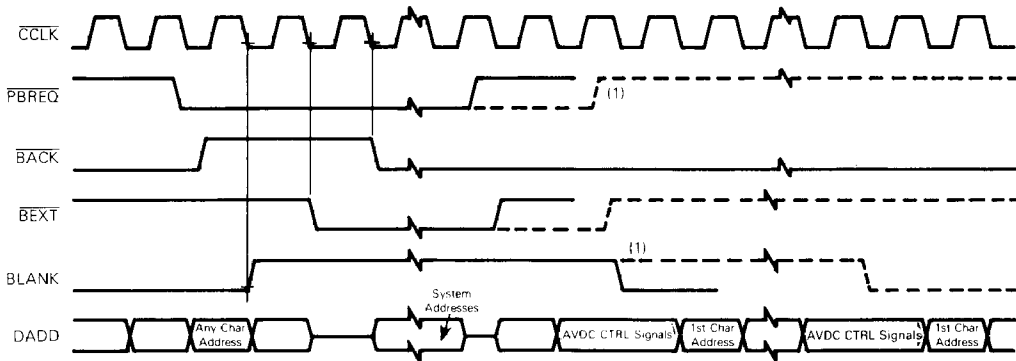 CCLK
PBREQ
(1)
BACK
BEXT
BLANK
(1)
System
Addresses
DADD
Any Char
Address
AVDC CTRL Signals
1st Char
Address
AVDC CTRL Signals
1st Char
Address